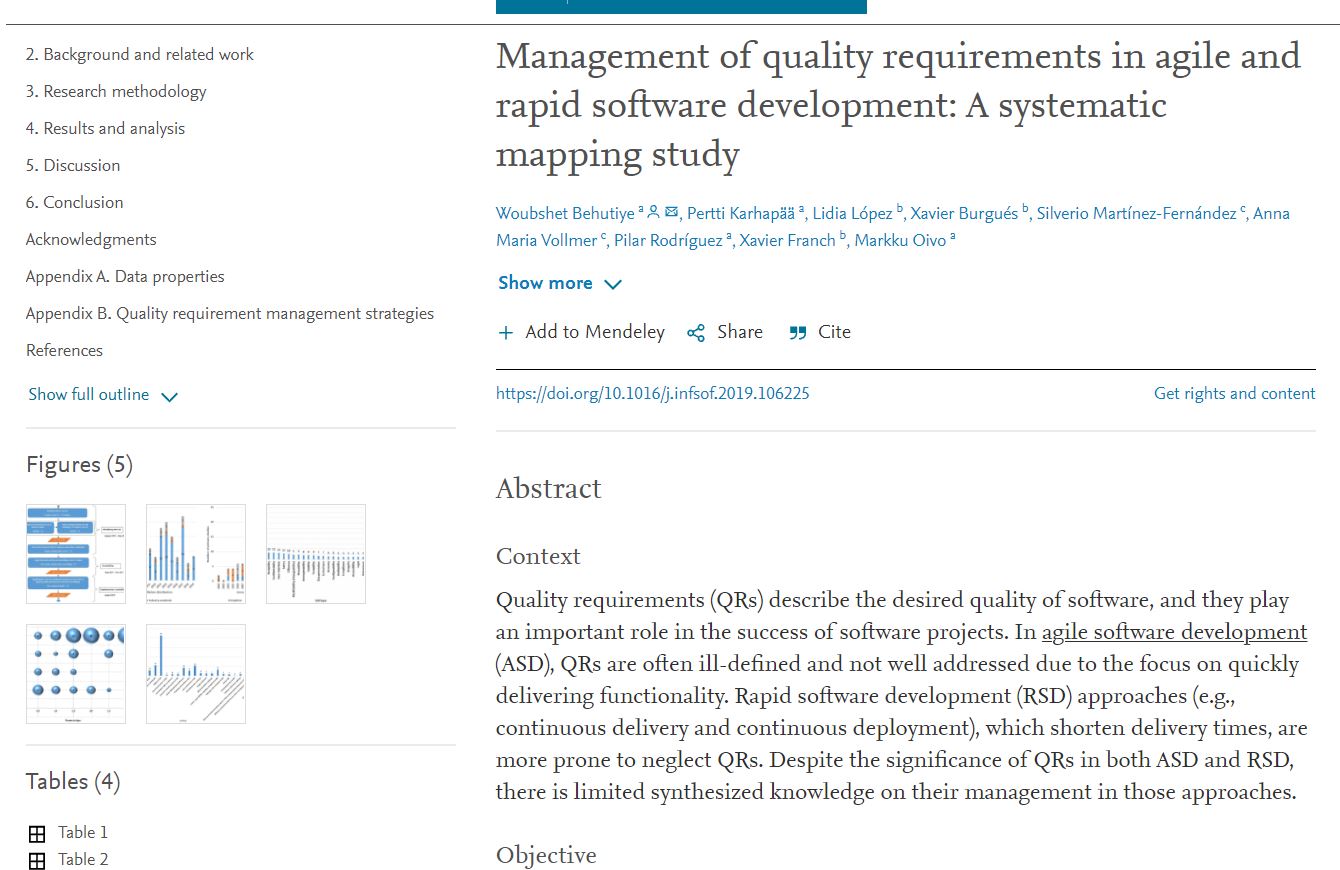 2. Background and related work
3. Research methodology
4. Results and analysis
5. Discussion
6. Conclusion
Acknowledgments
Appendix A. Data properties
Appendix B. Quality requirement management strategies
References
Show full outline
Figures (5)
Tables (4)
Table 1
Table 2
Management of quality requirements in agile and
rapid software development: A systematic
mapping study
Woubshet Behutiye a, Pertti Karhapää a, Lidia López b, Xavier Burgués b, Silverio Martínez-Fernández c, Anna
Maria Vollmer c, Pilar Rodríguez a, Xavier Franch b, Markku Oivo a
Show more
Add to Mendeley Share Cite
https://doi.org/10.1016/j.infsof.2019.106225 Get rights and content
Abstract
Context
Quality requirements (QRs) describe the desired quality of software, and they play
an important role in the success of software projects. In agile software development
(ASD), QRs are often ill-defined and not well addressed due to the focus on quickly
delivering functionality. Rapid software development (RSD) approaches (e.g.,
continuous delivery and continuous deployment), which shorten delivery times, are
more prone to neglect QRs. Despite the significance of QRs in both ASD and RSD,
there is limited synthesized knowledge on their management in those approaches.
Objective